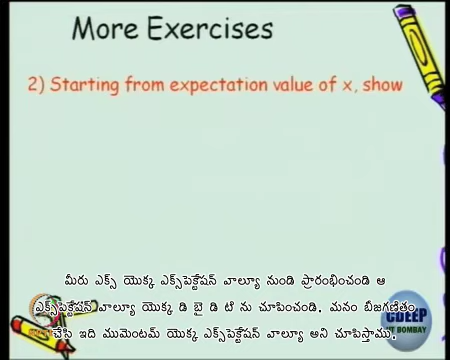 More Exercises
2) Starting from expectation value of x, show
మీరు ఎక్స్ యొక్క ఎక్స్‌పెక్టేషన్ వాల్యూ నుండి ప్రారంభించండి ఆ
ఎక్స్‌పెక్టేషన్ వాల్యూ యొక్క డి బై డి టి ను చూపించండి. మనం బీజగణితం
చేసి ఇది మొమెంటమ్ యొక్క ఎక్స్‌పెక్టేషన్ వాల్యూ అని చూపిస్తాము.
CDEEP
IIT BOMBAY